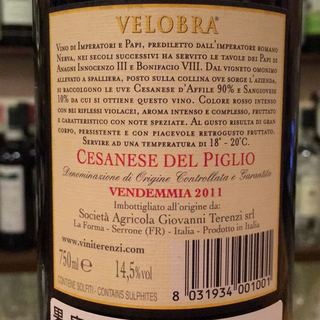 VELOBRA®
VINO DI IMPERATORI E PAPI, PREDILETTO DALL'IMPERATORE ROMANO
NERVA, NEI SECOLI SUCCESSIVI HA SERVITO LE TAVOLE DEI PAPI DI
ANAGNI INNOCENZO III E BONIFACIO VIII. DAL VIGNETO OMONIMO
ALLEVATO A SPALLIERA, POSTO SULLA COLLINA OVE SORGE L'AZIENDA,
SI RACCOLGONO LE UVE CESANESE D'AFFILE 90% E SANGIOVESE
10% DA CUI SI OTTIENE QUESTO VINO. COLORE ROSSO INTENSO
CON BEI RIFLESSI VIOLACEI, AROMA INTENSO E COMPLESSO, FRUTTATO
E CARATTERISTICO CON NOTE SPEZIATE. AL GUSTO RISULTA DI GRAN
CORPO, PERSISTENTE E CON PIACEVOLE RETROGUSTO FRUTTATO.
SERVIRE AD UNA TEMPERATURA DI 18° - 20°C.
CESANESE DEL PIGLIO
Denominazione di Origine Controllata e Garantita
VENDEMMIA 2011
Imbottigliato all'origine da:
Società Agricola Giovanni Terenzi srl
La Forma - Serrone (FR) - Italia - Prodotto in Italia
www.viniterenzi.com
750ml e 14,5%vol
CONTIENE SOLFITI - CONTAINS SULPHITES
8 031934 001001